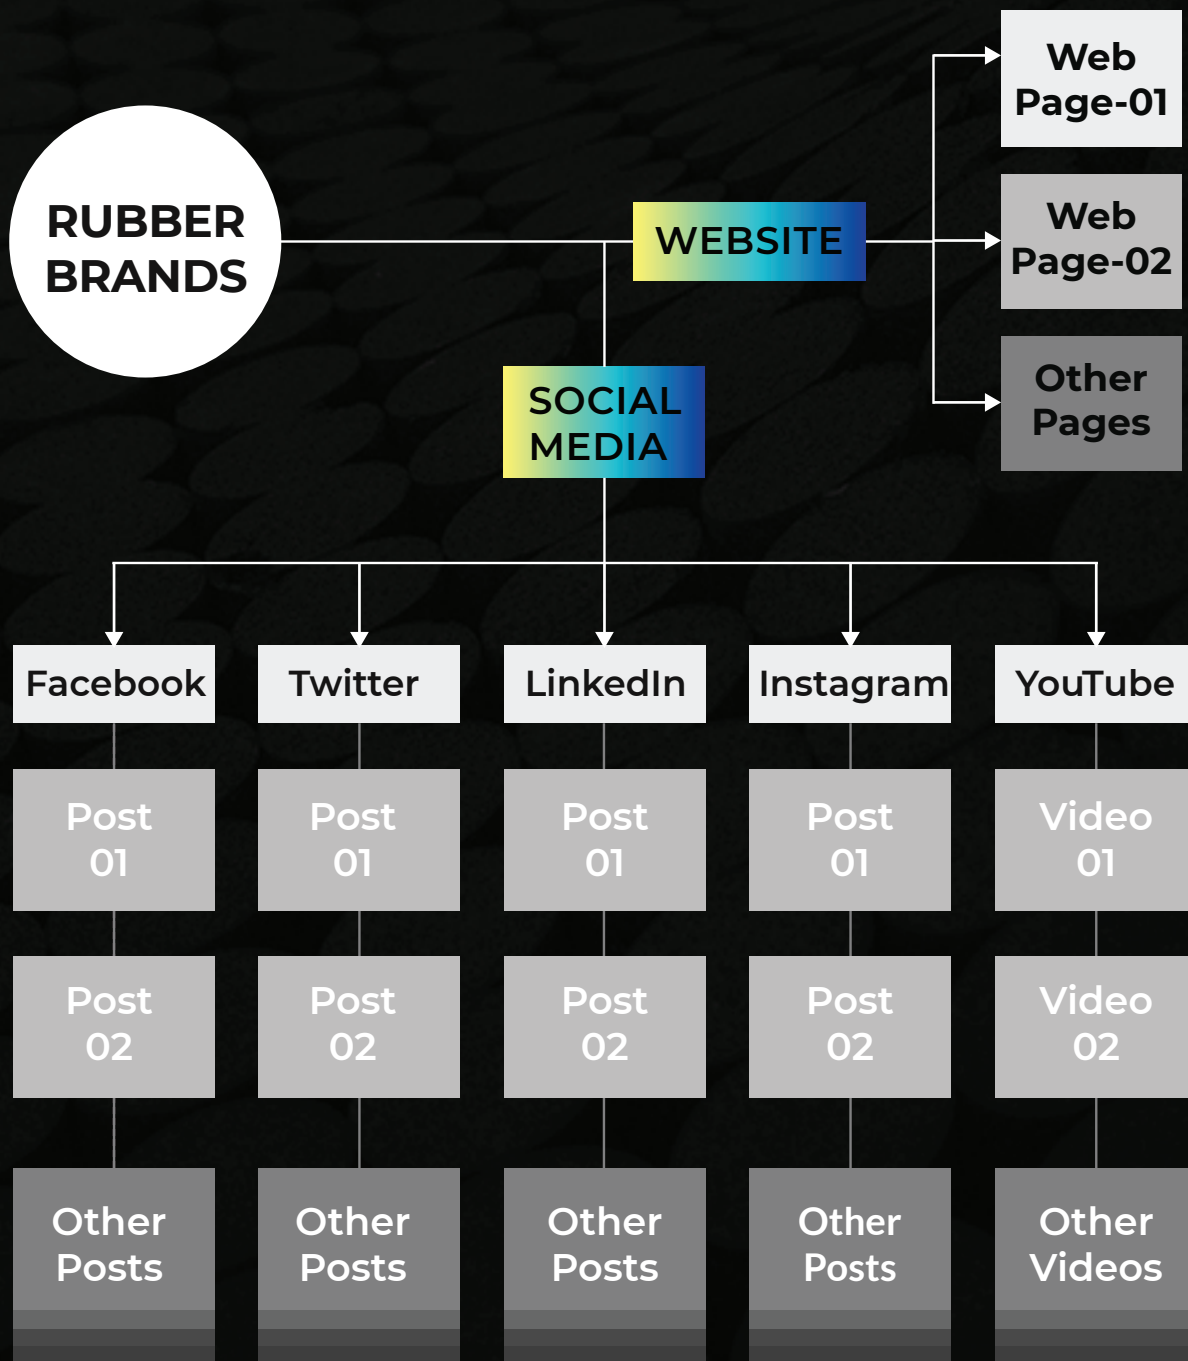 RUBBER
BRANDS
WEBSITE
Web
Page-01
Web
Page-02
Other
Pages
SOCIAL
MEDIA
Facebook
Twitter
LinkedIn
Instagram
YouTube
Post
01
Post
01
Post
01
Post
01
Video
01
Post
02
Post
02
Post
02
Post
02
Video
02
Other
Posts
Other
Posts
Other
Posts
Other
Posts
Other
Videos